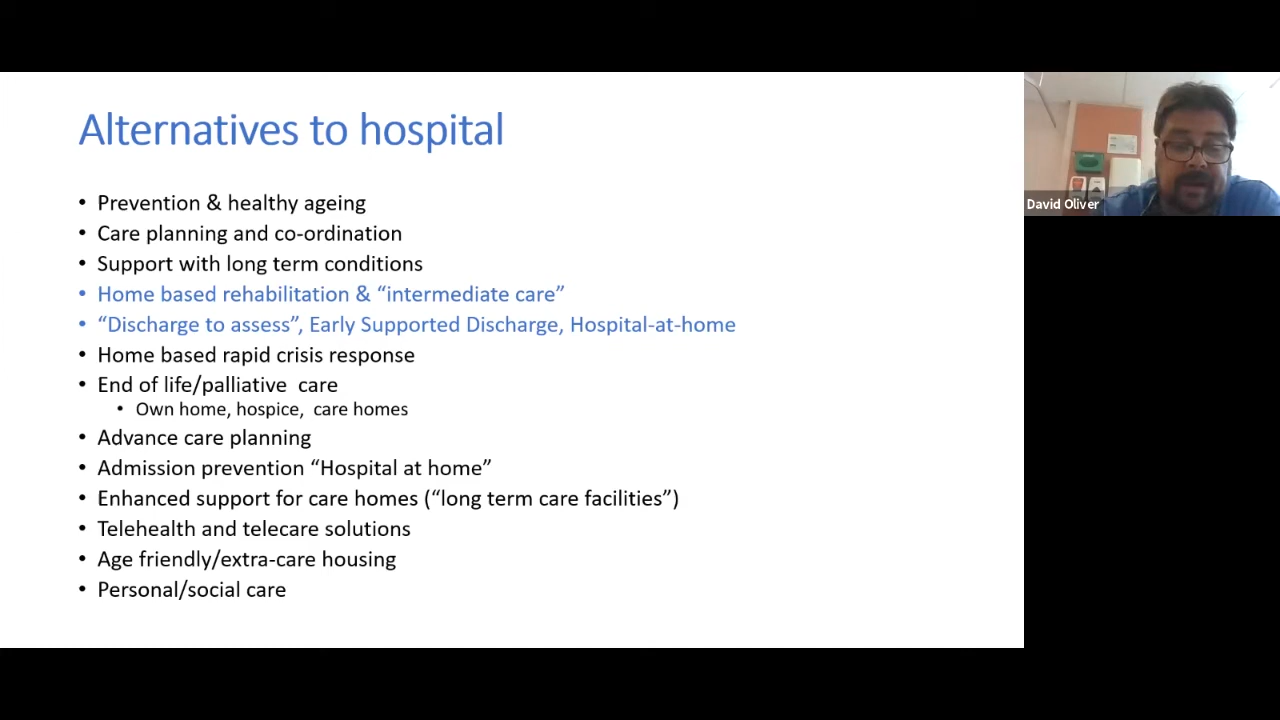 Alternatives to hospital
• Prevention & healthy ageing
• Care planning and co-ordination
• Support with long term conditions
• Home based rehabilitation & “intermediate care”
• “Discharge to assess”, Early Supported Discharge, Hospital-at-home
• Home based rapid crisis response
• End of life/palliative  care
• Own home, hospice,  care homes
• Advance care planning
• Admission prevention “Hospital at home”
• Enhanced support for care homes (“long term care facilities”)
• Telehealth and telecare solutions
• Age friendly/extra-care housing
• Personal/social care
David Oliver